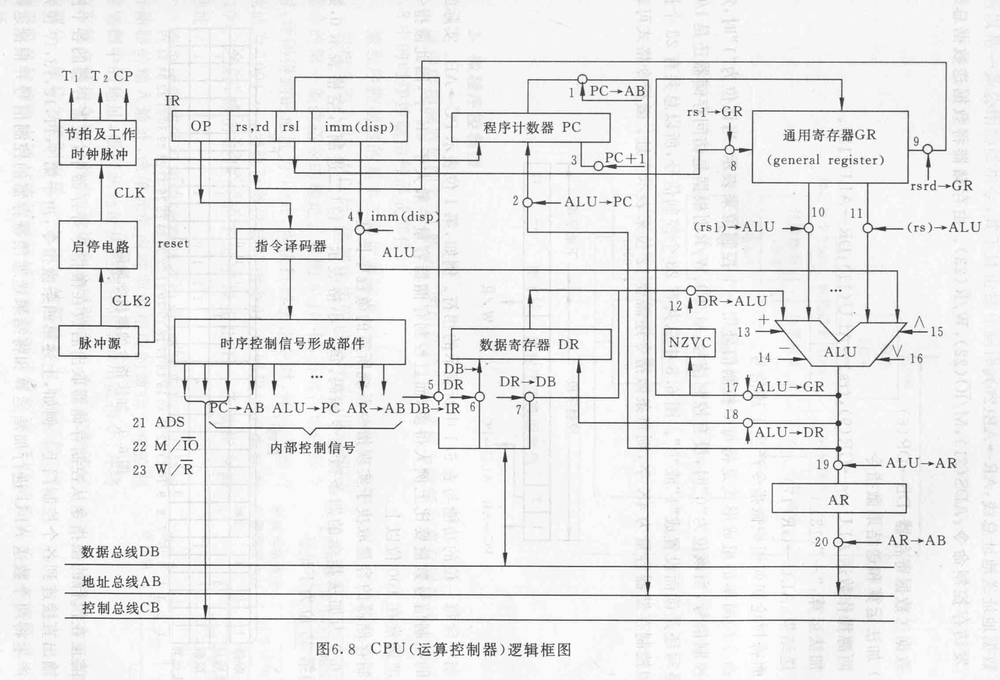 T1 T2 CP
节拍及工作
时钟脉冲
CLK
启停电路
reset
CLK2
脉冲源
IR
OP
rs,rd
rsl
imm(disp)
指令译码器
4 imm(disp)
ALU
时序控制信号形成部件
...
PC→AB ALU→PC AR→AB
内部控制信号
21 ADS
22 M/I̅O̅
23 W/R̅
1 PC→AB
程序计数器 PC
3 PC+1
2 ALU→PC
数据寄存器 DR
DB→
DR
5
DB→IR
6
DR→DB
7
rs1→GR
8
通用寄存器GR
(general register)
9
rsrd→GR
10
(rs1)→ALU
11
(rs)→ALU
...
12 DR→ALU
NZVC
+
13
−
14
ALU
∧
15
∨
16
17 ALU→GR
18
ALU→DR
19 ALU→AR
AR
20 AR→AB
数据总线DB
地址总线AB
控制总线CB
图6.8 CPU(运算控制器)逻辑框图